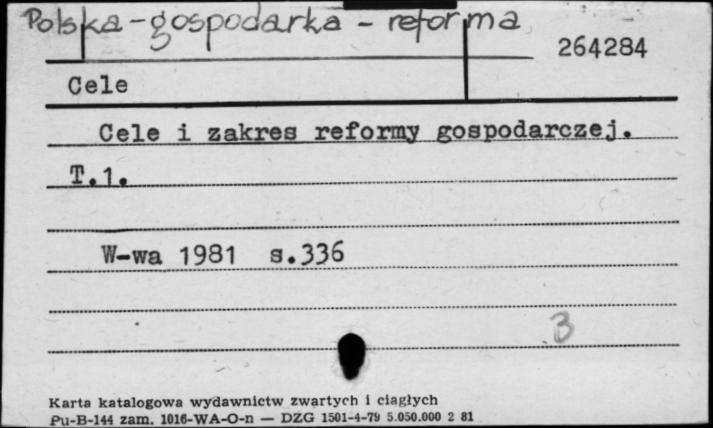 Polska - gospodarka - reforma
264284
Cele
Cele i zakres reformy gospodarczej.
T.1.
W-wa 1981 s.336
3
Karta katalogowa wydawnictw zwartych i ciągłych
Pu-B-144 zam. 1016-WA-O-n — DZG 1501-4-79 5.050.000 2 81